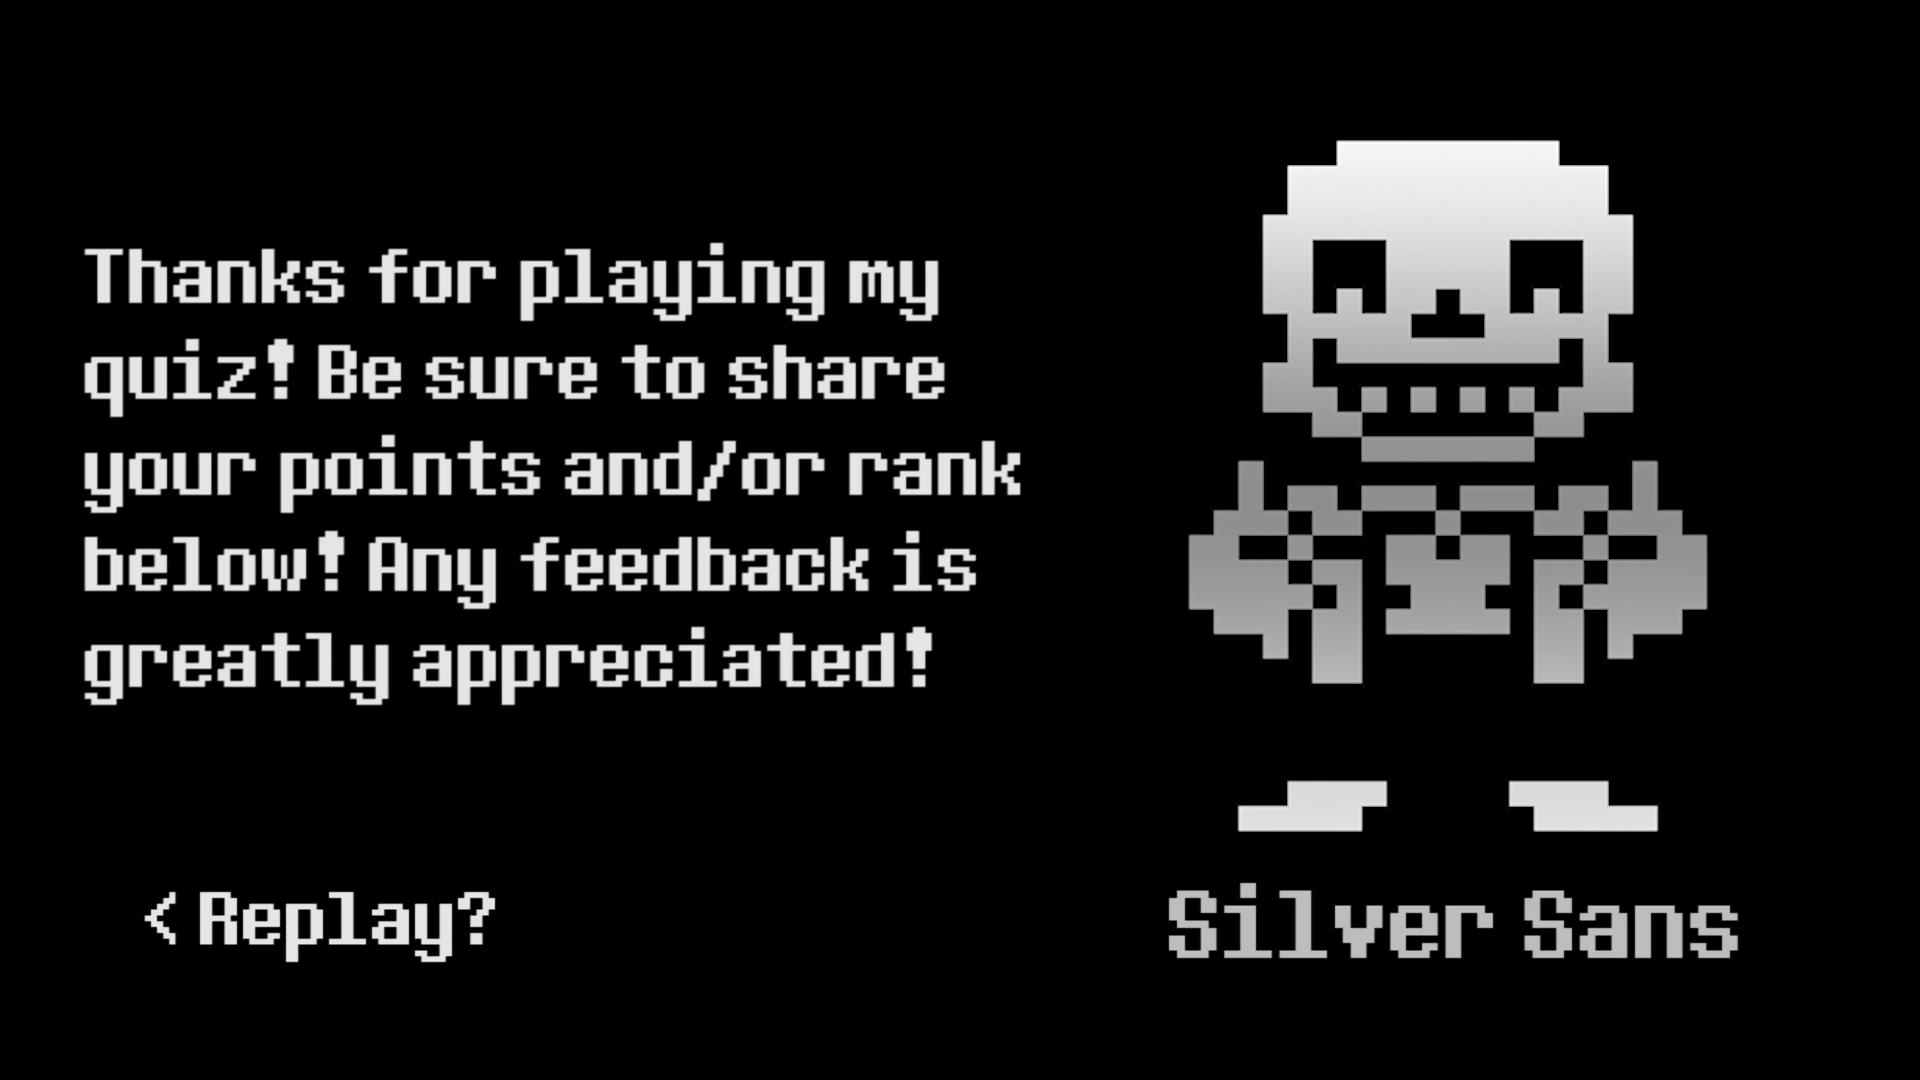 Thanks for playing my
quiz! Be sure to share
your points and/or rank
below! Any feedback is
greatly appreciated!
< Replay?
Silver Sans